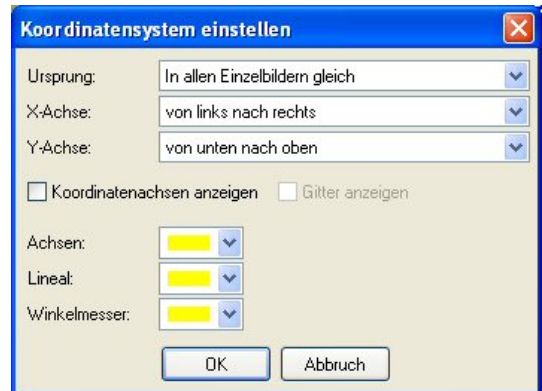 Koordinatensystem einstellen
Ursprung: In allen Einzelbildern gleich
X-Achse: von links nach rechts
Y-Achse: von unten nach oben
Koordinatenachsen anzeigen Gitter anzeigen
Achsen:
Lineal:
Winkelmesser:
OK Abbruch